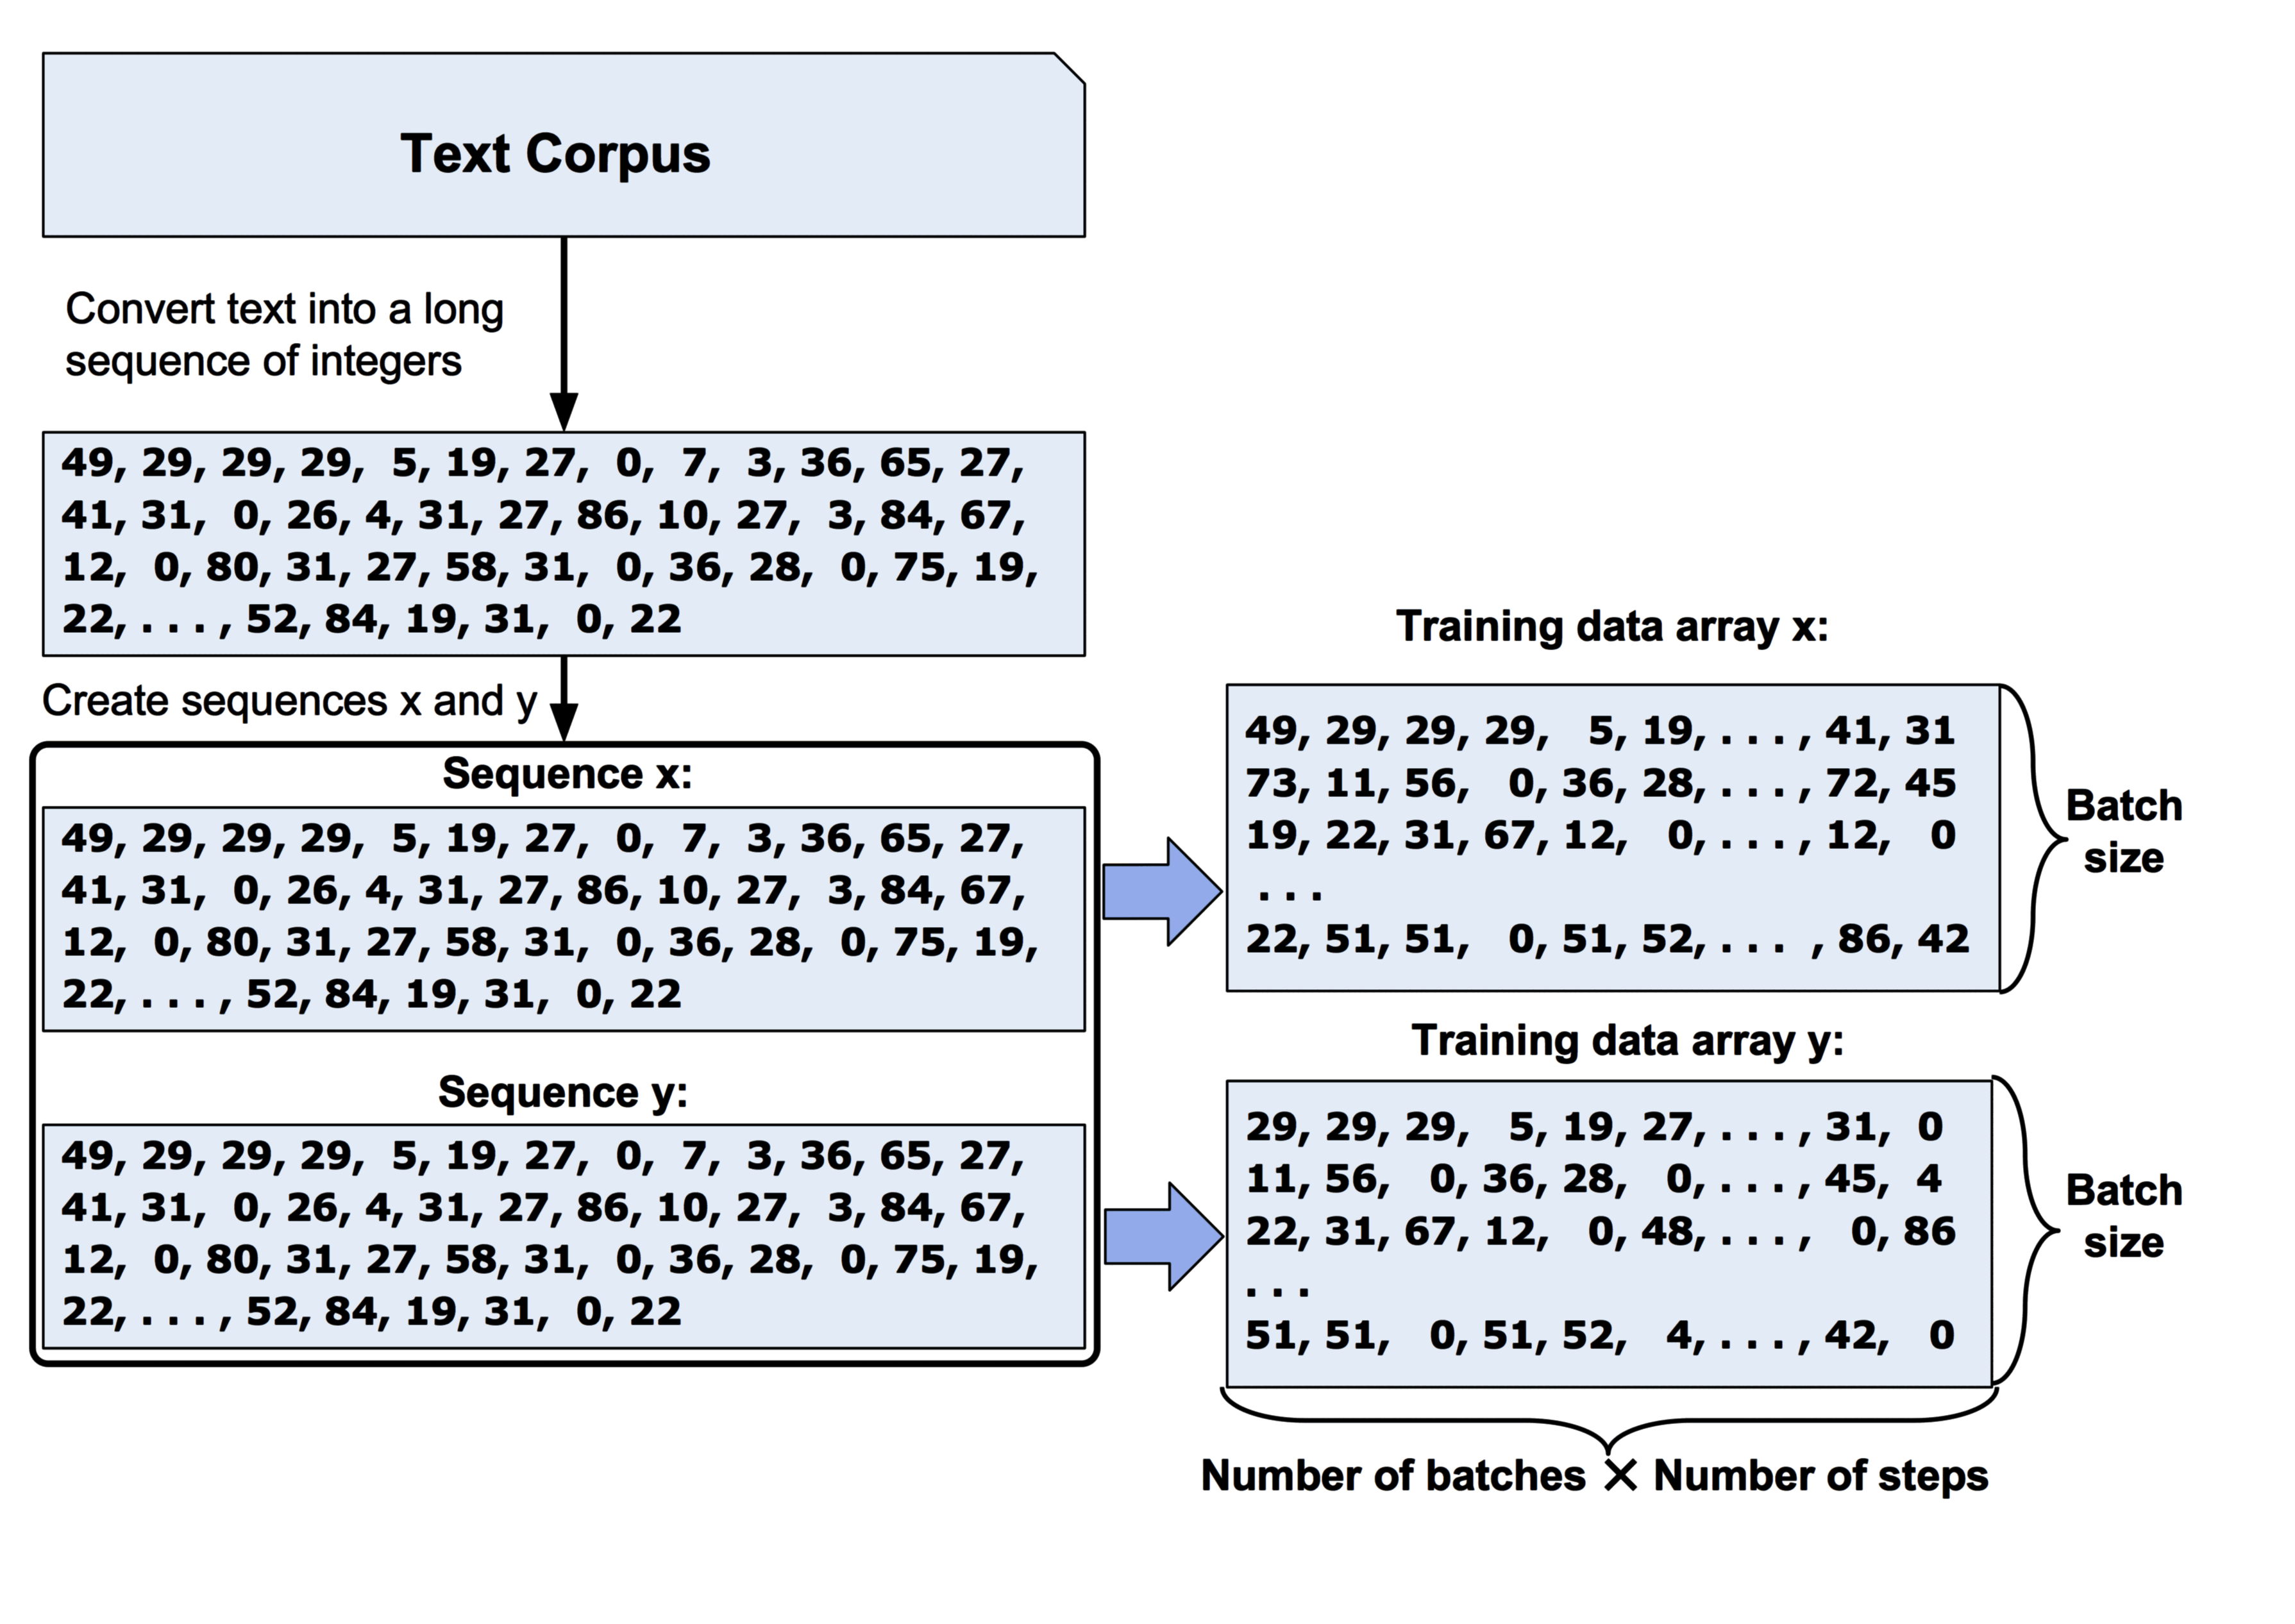 Text Corpus
Convert text into a long
sequence of integers
49, 29, 29, 29, 5, 19, 27, 0, 7, 3, 36, 65, 27,
41, 31, 0, 26, 4, 31, 27, 86, 10, 27, 3, 84, 67,
12, 0, 80, 31, 27, 58, 31, 0, 36, 28, 0, 75, 19,
22, . . . , 52, 84, 19, 31, 0, 22
Create sequences x and y
Sequence x:
49, 29, 29, 29, 5, 19, 27, 0, 7, 3, 36, 65, 27,
41, 31, 0, 26, 4, 31, 27, 86, 10, 27, 3, 84, 67,
12, 0, 80, 31, 27, 58, 31, 0, 36, 28, 0, 75, 19,
22, . . . , 52, 84, 19, 31, 0, 22
Sequence y:
49, 29, 29, 29, 5, 19, 27, 0, 7, 3, 36, 65, 27,
41, 31, 0, 26, 4, 31, 27, 86, 10, 27, 3, 84, 67,
12, 0, 80, 31, 27, 58, 31, 0, 36, 28, 0, 75, 19,
22, . . . , 52, 84, 19, 31, 0, 22
Training data array x:
49, 29, 29, 29, 5, 19, . . . , 41, 31
73, 11, 56, 0, 36, 28, . . . , 72, 45
19, 22, 31, 67, 12, 0, . . . , 12, 0
. . .
22, 51, 51, 0, 51, 52, . . . , 86, 42
Batch
size
Training data array y:
29, 29, 29, 5, 19, 27, . . . , 31, 0
11, 56, 0, 36, 28, 0, . . . , 45, 4
22, 31, 67, 12, 0, 48, . . . , 0, 86
. . .
51, 51, 0, 51, 52, 4, . . . , 42, 0
Batch
size
Number of batches × Number of steps